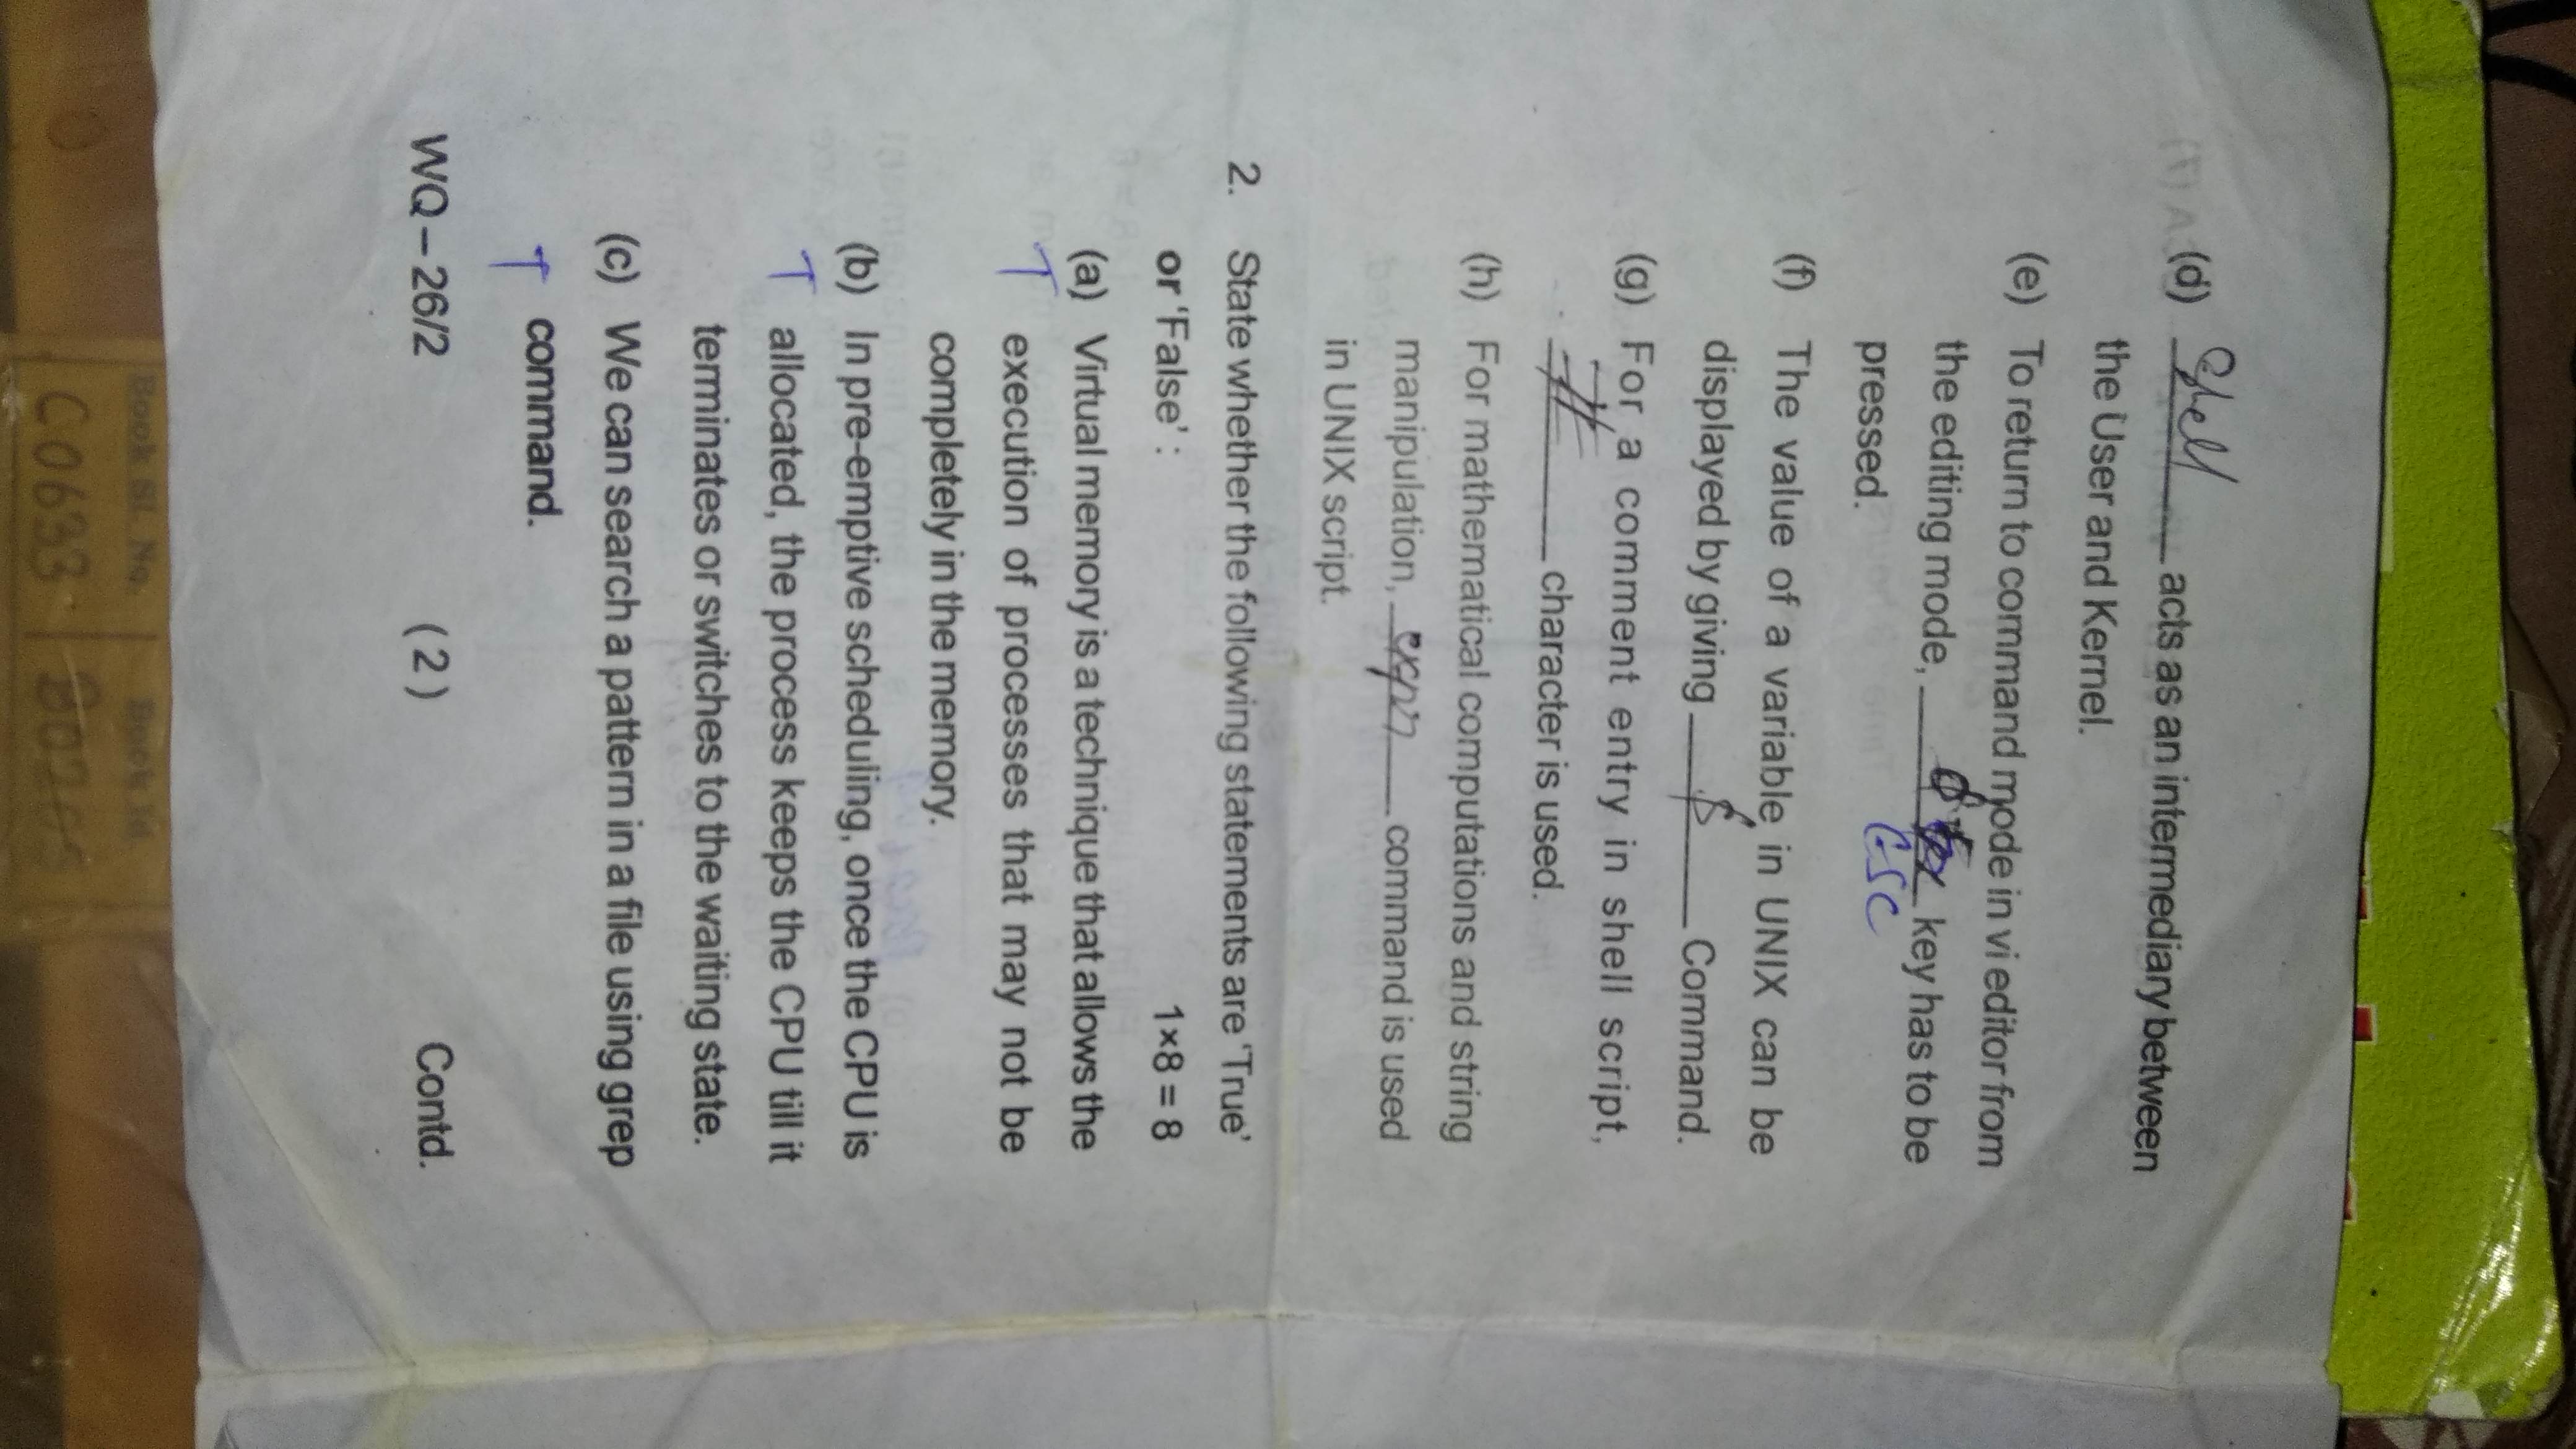 (d) Shell acts as an intermediary between
the User and Kernel.
(e) To return to command mode in vi editor from
the editing mode, key has to be
ESC
pressed.
(f) The value of a variable in UNIX can be
displayed by giving $ Command.
(g) For a comment entry in shell script,
# character is used.
(h) For mathematical computations and string
manipulation, expr command is used
in UNIX script.
2. State whether the following statements are ‘True’
or ‘False’ : 1×8 = 8
(a) Virtual memory is a technique that allows the
T execution of processes that may not be
completely in the memory.
(b) In pre-emptive scheduling, once the CPU is
T allocated, the process keeps the CPU till it
terminates or switches to the waiting state.
(c) We can search a pattern in a file using grep
T command.
WQ – 26/2 (2) Contd.
Book Sl. No. Book Id
C0633